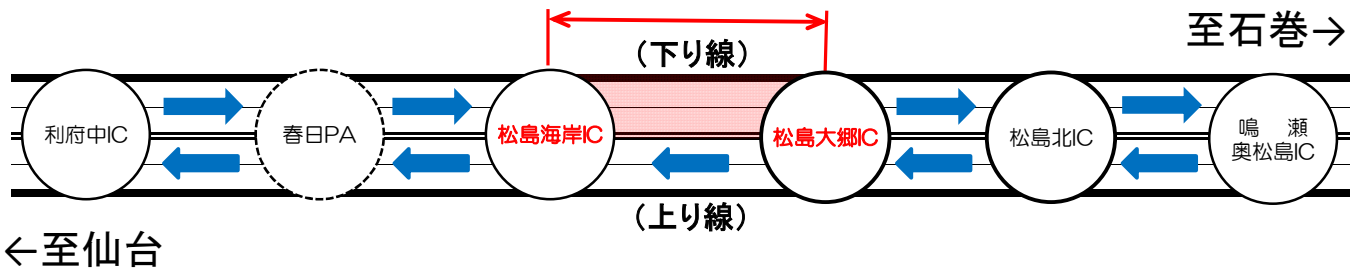 至石巻→
（下り線）
利府中IC
春日PA
松島海岸IC
松島大郷IC
松島北IC
鳴　瀬
奥松島IC
（上り線）
←至仙台